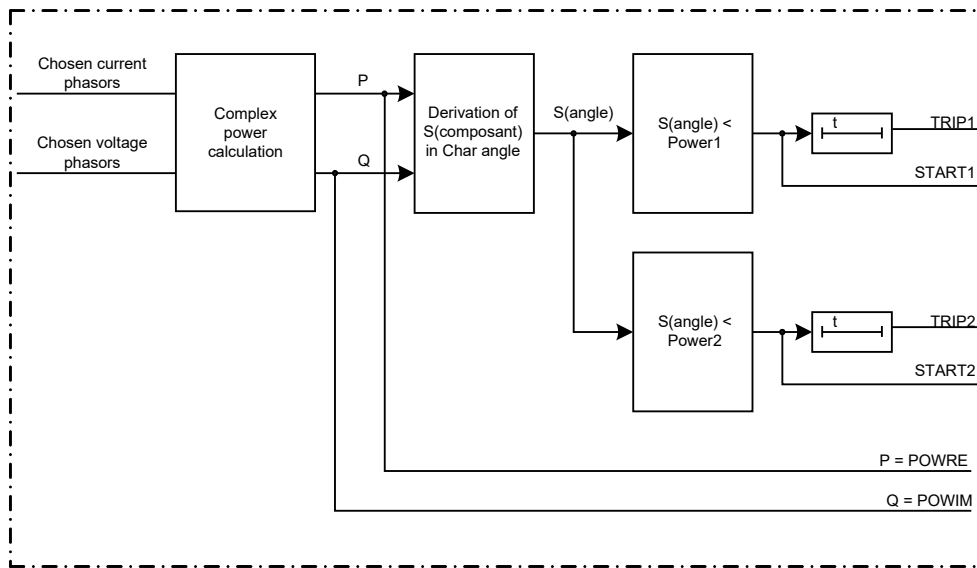 Chosen current
phasors
Chosen voltage
phasors
Complex
power
calculation
P
Q
Derivation of
S(composant)
in Char angle
S(angle)
S(angle) <
Power1
t
TRIP1
START1
S(angle) <
Power2
t
TRIP2
START2
P = POWRE
Q = POWIM